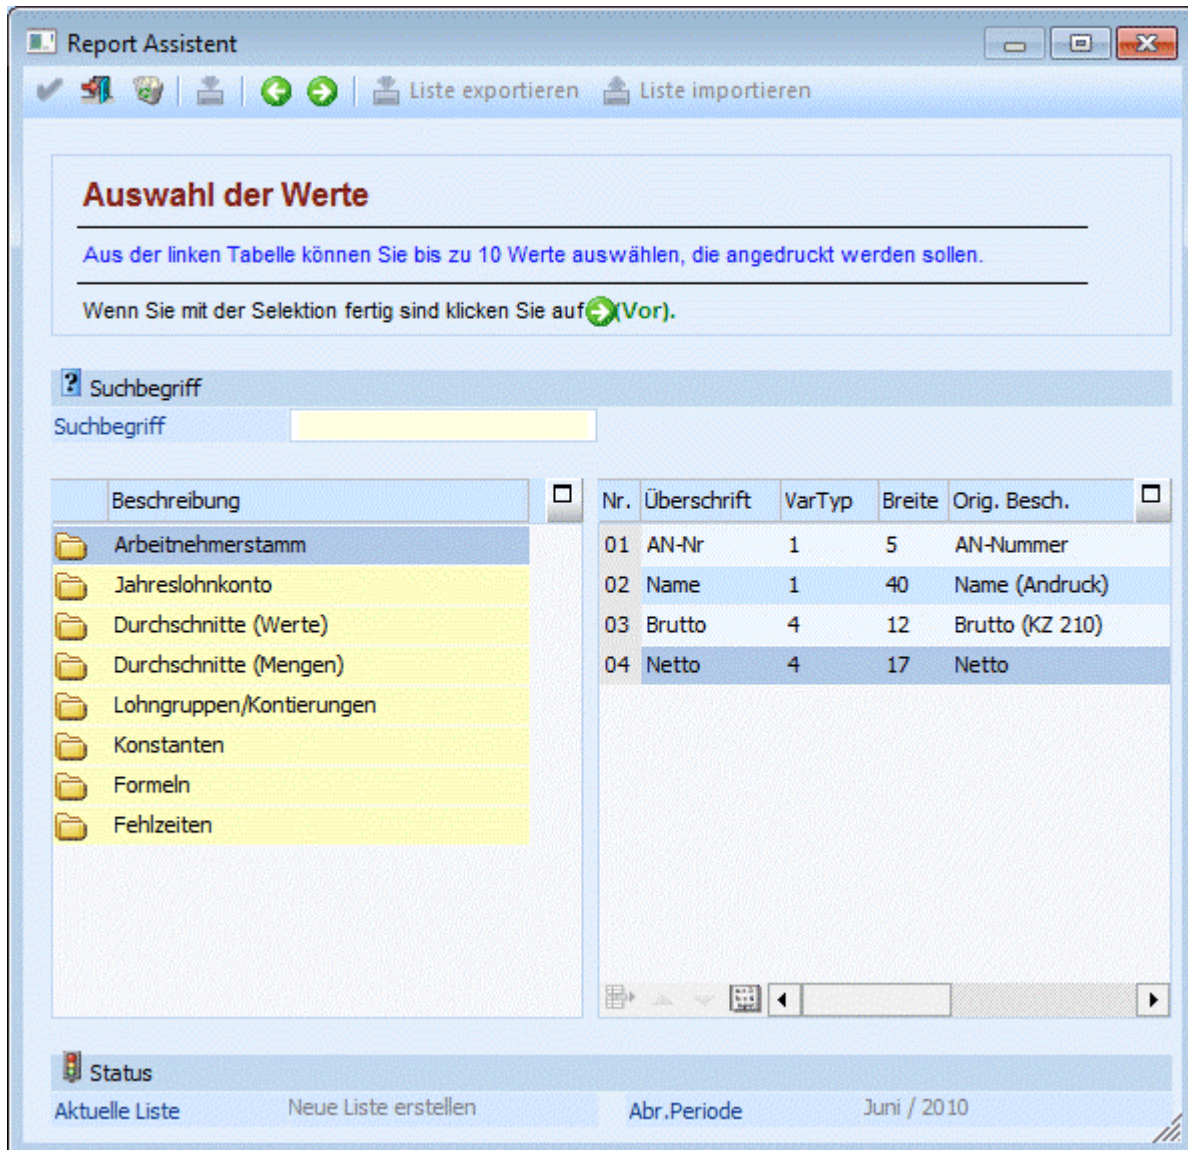 Report Assistent
Liste exportieren Liste importieren
Auswahl der Werte
Aus der linken Tabelle können Sie bis zu 10 Werte auswählen, die angedruckt werden sollen.
Wenn Sie mit der Selektion fertig sind klicken Sie auf (Vor).
Suchbegriff
Suchbegriff
Beschreibung
Arbeitnehmerstamm
Jahreslohnkonto
Durchschnitte (Werte)
Durchschnitte (Mengen)
Lohngruppen/Kontierungen
Konstanten
Formeln
Fehlzeiten
Nr. Überschrift VarTyp Breite Orig. Besch.
01 AN-Nr 1 5 AN-Nummer
02 Name 1 40 Name (Andruck)
03 Brutto 4 12 Brutto (KZ 210)
04 Netto 4 17 Netto
Status
Aktuelle Liste Neue Liste erstellen Abr.Periode Juni / 2010